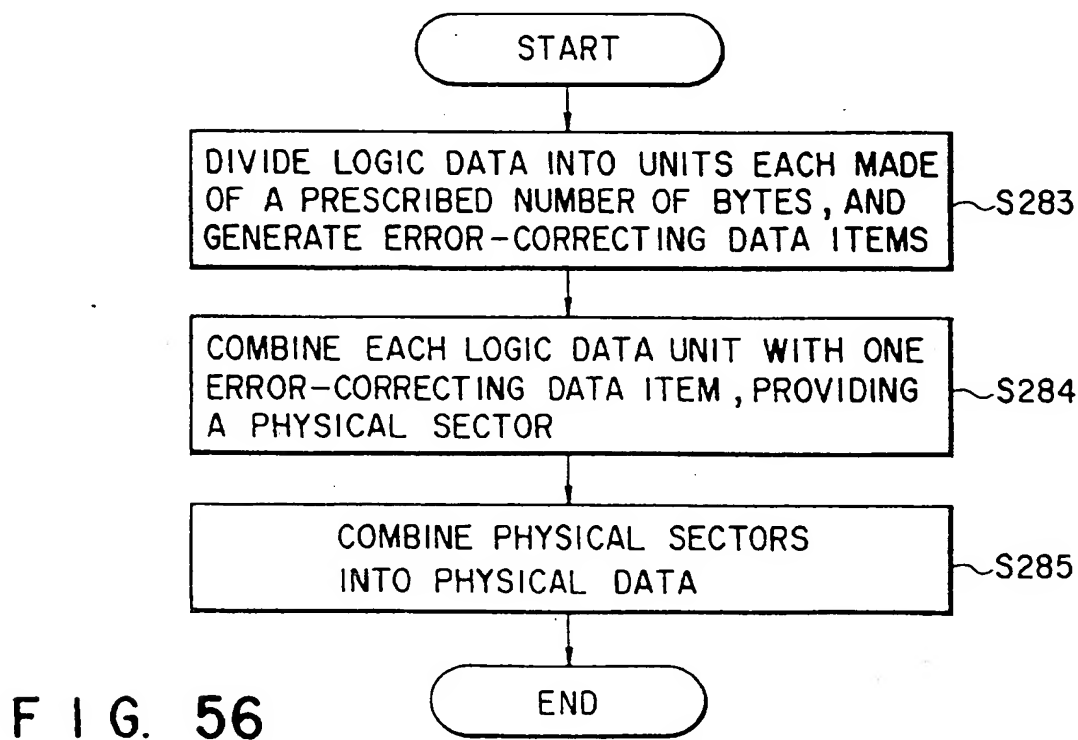 START
DIVIDE LOGIC DATA INTO UNITS EACH MADE
OF A PRESCRIBED NUMBER OF BYTES, AND
GENERATE ERROR-CORRECTING DATA ITEMS
S283
COMBINE EACH LOGIC DATA UNIT WITH ONE
ERROR-CORRECTING DATA ITEM, PROVIDING
A PHYSICAL SECTOR
S284
COMBINE PHYSICAL SECTORS
INTO PHYSICAL DATA
S285
END
FIG. 56